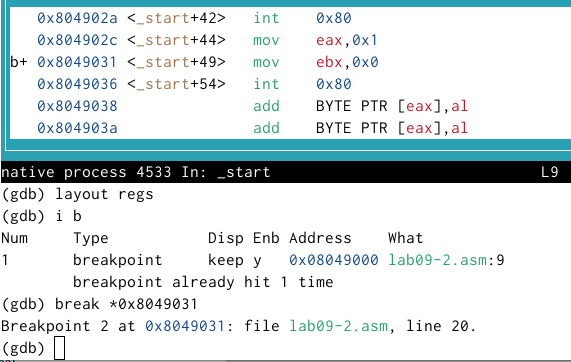 0x804902a <_start+42> int 0x80
0x804902c <_start+44> mov eax,0x1
b+ 0x8049031 <_start+49> mov ebx,0x0
0x8049036 <_start+54> int 0x80
0x8049038 add BYTE PTR [eax],al
0x804903a add BYTE PTR [eax],al
native process 4533 In: _start L9
(gdb) layout regs
(gdb) i b
Num Type Disp Enb Address What
1 breakpoint keep y 0x08049000 lab09-2.asm:9
breakpoint already hit 1 time
(gdb) break *0x8049031
Breakpoint 2 at 0x8049031: file lab09-2.asm, line 20.
(gdb)